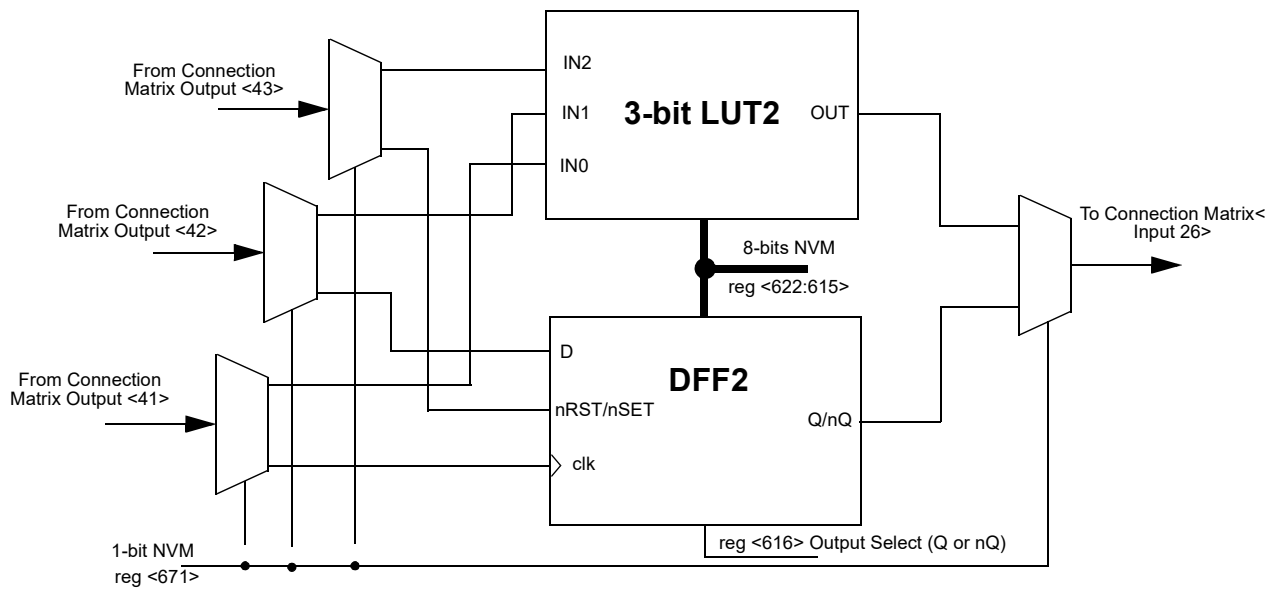 From Connection
Matrix Output <43>
IN2
IN1
IN0
3-bit LUT2
OUT
From Connection
Matrix Output <42>
To Connection Matrix<
Input 26>
8-bits NVM
reg <622:615>
From Connection
Matrix Output <41>
D
DFF2
nRST/nSET
Q/nQ
clk
1-bit NVM
reg <671>
reg <616> Output Select (Q or nQ)